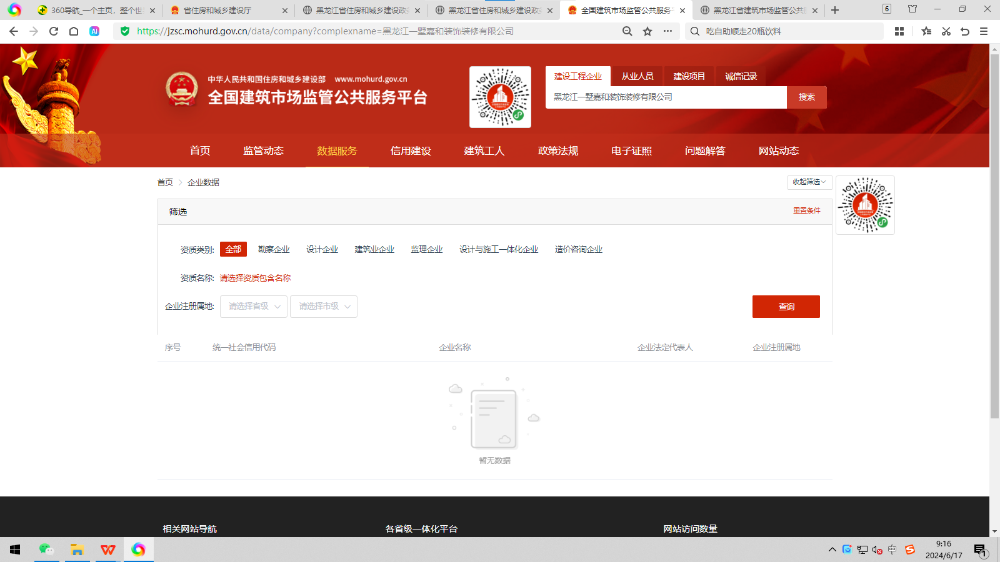 360导航_一个主页，整个世
省住房和城乡建设厅
黑龙江省住房和城乡建设政
黑龙江省住房和城乡建设政
全国建筑市场监管公共服务平
黑龙江省建筑市场监管公共
6
AI
https://jzsc.mohurd.gov.cn/data/company?complexname=黑龙江一墅嘉和装饰装修有限公司
吃自助顺走20瓶饮料
中华人民共和国住房和城乡建设部 www.mohurd.gov.cn
全国建筑市场监管公共服务平台
建设工程企业 从业人员 建设项目 诚信记录
黑龙江一墅嘉和装饰装修有限公司 搜索
首页 监管动态 数据服务 信用建设 建筑工人 政策法规 电子证照 问题解答 网站动态
首页 企业数据
收起筛选
筛选 重置条件
资质类别: 全部 勘察企业 设计企业 建筑业企业 监理企业 设计与施工一体化企业 造价咨询企业
资质名称: 请选择资质包含名称
企业注册属地: 请选择省级 请选择市级 查询
序号 统一社会信用代码 企业名称 企业法定代表人 企业注册属地
暂无数据
相关网站导航 各省级一体化平台 网站访问数量
中
9:16
2024/6/17
1